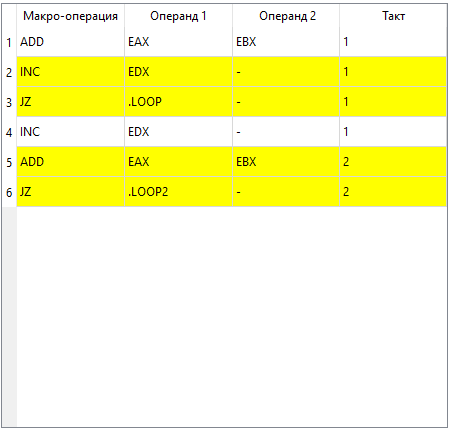 Макро-операция Операнд 1 Операнд 2 Такт
1 ADD EAX EBX 1
2 INC EDX - 1
3 JZ .LOOP - 1
4 INC EDX - 1
5 ADD EAX EBX 2
6 JZ .LOOP2 - 2